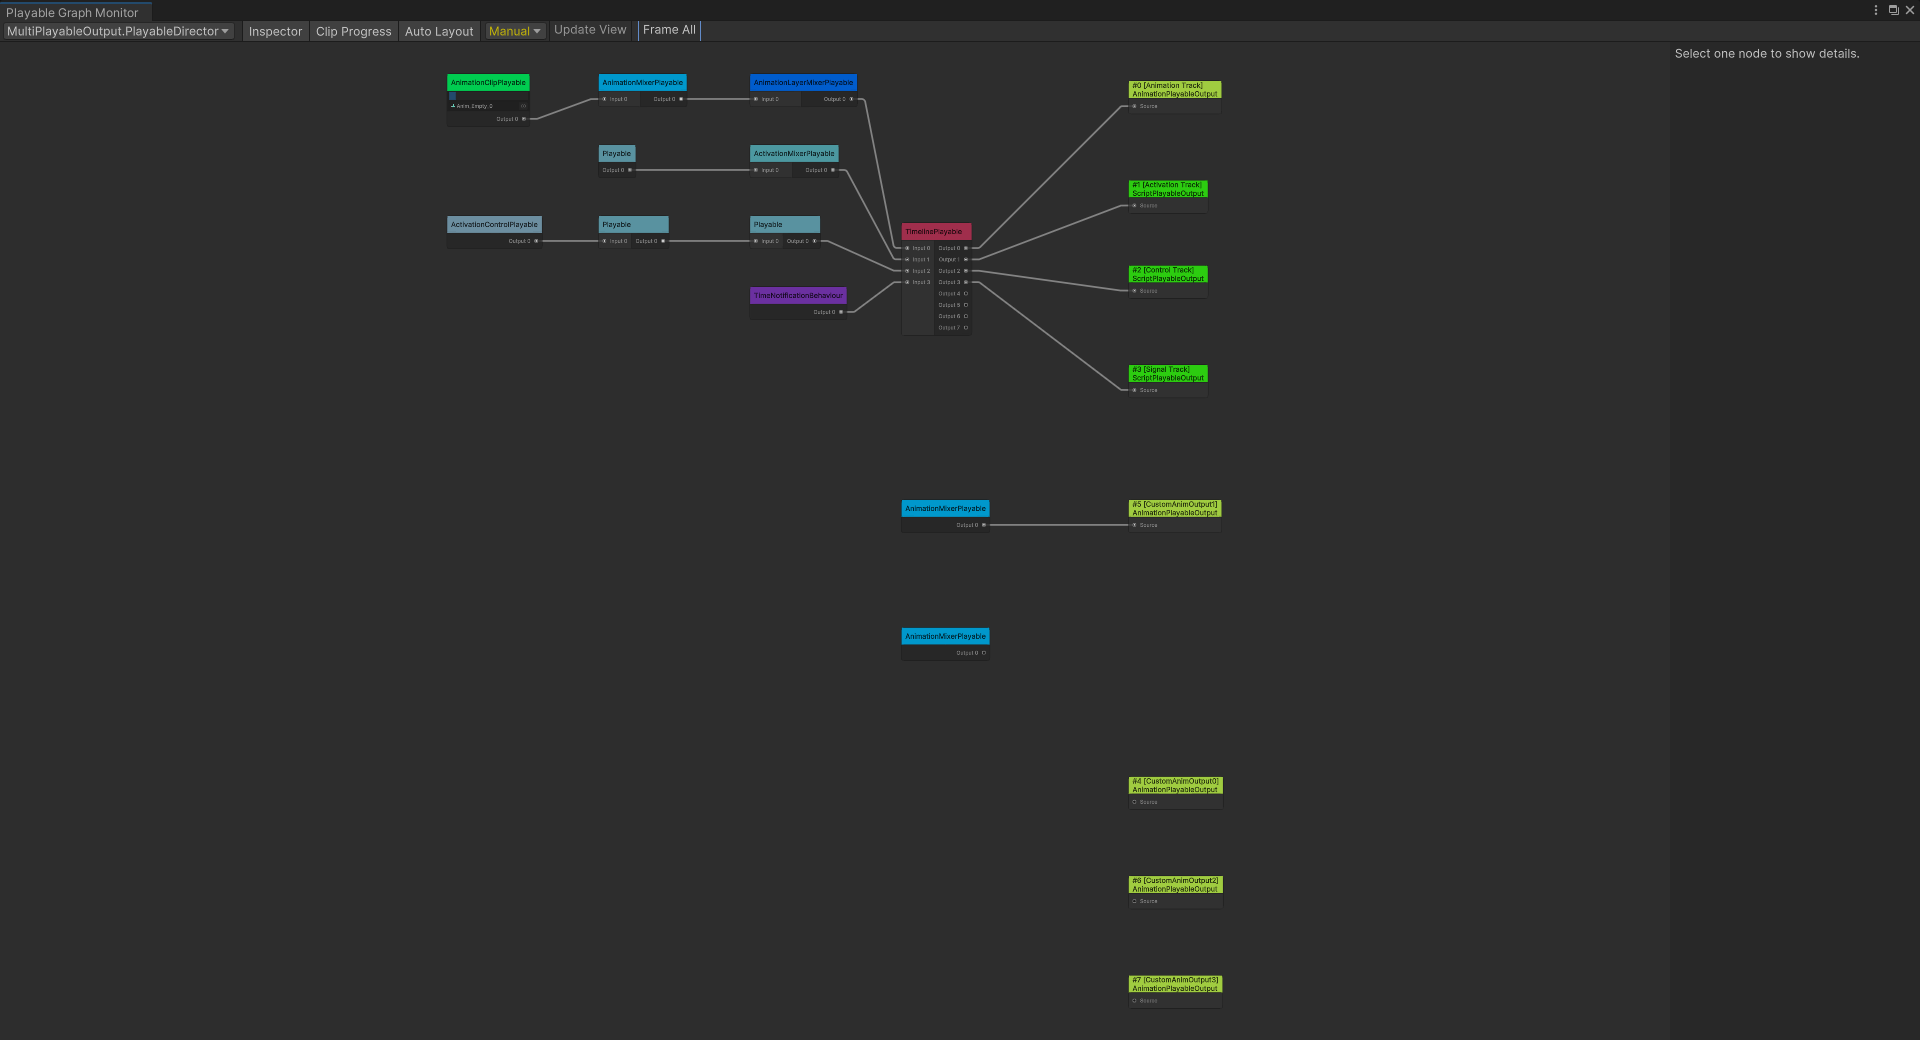 Playable Graph Monitor
MultiPlayableOutput.PlayableDirector
Inspector
Clip Progress
Auto Layout
Manual
Update View
Frame All
Select one node to show details.
AnimationClipPlayable
Anim_Empty_0
Output 0
AnimationMixerPlayable
Input 0 Output 0
AnimationLayerMixerPlayable
Input 0 Output 0
Playable
Output 0
ActivationMixerPlayable
Input 0 Output 0
ActivationControlPlayable
Output 0
Playable
Input 0 Output 0
Playable
Input 0 Output 0
TimeNotificationBehaviour
Output 0
TimelinePlayable
Input 0 Output 0
Input 1 Output 1
Input 2 Output 2
Input 3 Output 3
Output 4
Output 5
Output 6
Output 7
#0 [Animation Track]
AnimationPlayableOutput
Source
#1 [Activation Track]
ScriptPlayableOutput
Source
#2 [Control Track]
ScriptPlayableOutput
Source
#3 [Signal Track]
ScriptPlayableOutput
Source
AnimationMixerPlayable
Output 0
#5 [CustomAnimOutput1]
AnimationPlayableOutput
Source
AnimationMixerPlayable
Output 0
#4 [CustomAnimOutput0]
AnimationPlayableOutput
Source
#6 [CustomAnimOutput2]
AnimationPlayableOutput
Source
#7 [CustomAnimOutput3]
AnimationPlayableOutput
Source